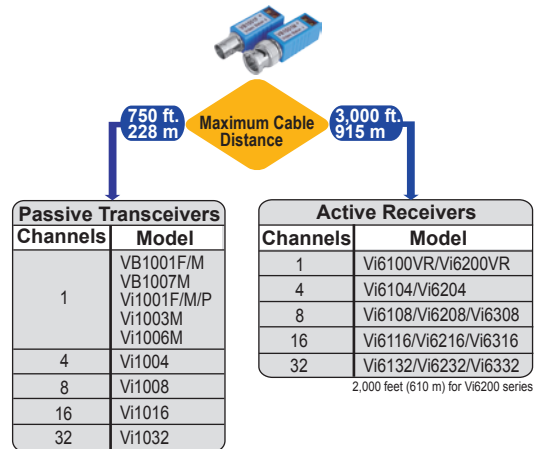 750 ft.
228 m
Maximum Cable
Distance
3,000 ft.
915 m
Passive Transceivers
Channels Model
1
VB1001F/M
VB1007M
Vi1001F/M/P
Vi1003M
Vi1006M
4 Vi1004
8 Vi1008
16 Vi1016
32 Vi1032
Active Receivers
Channels Model
1 Vi6100VR/Vi6200VR
4 Vi6104/Vi6204
8 Vi6108/Vi6208/Vi6308
16 Vi6116/Vi6216/Vi6316
32 Vi6132/Vi6232/Vi6332
2,000 feet (610 m) for Vi6200 series